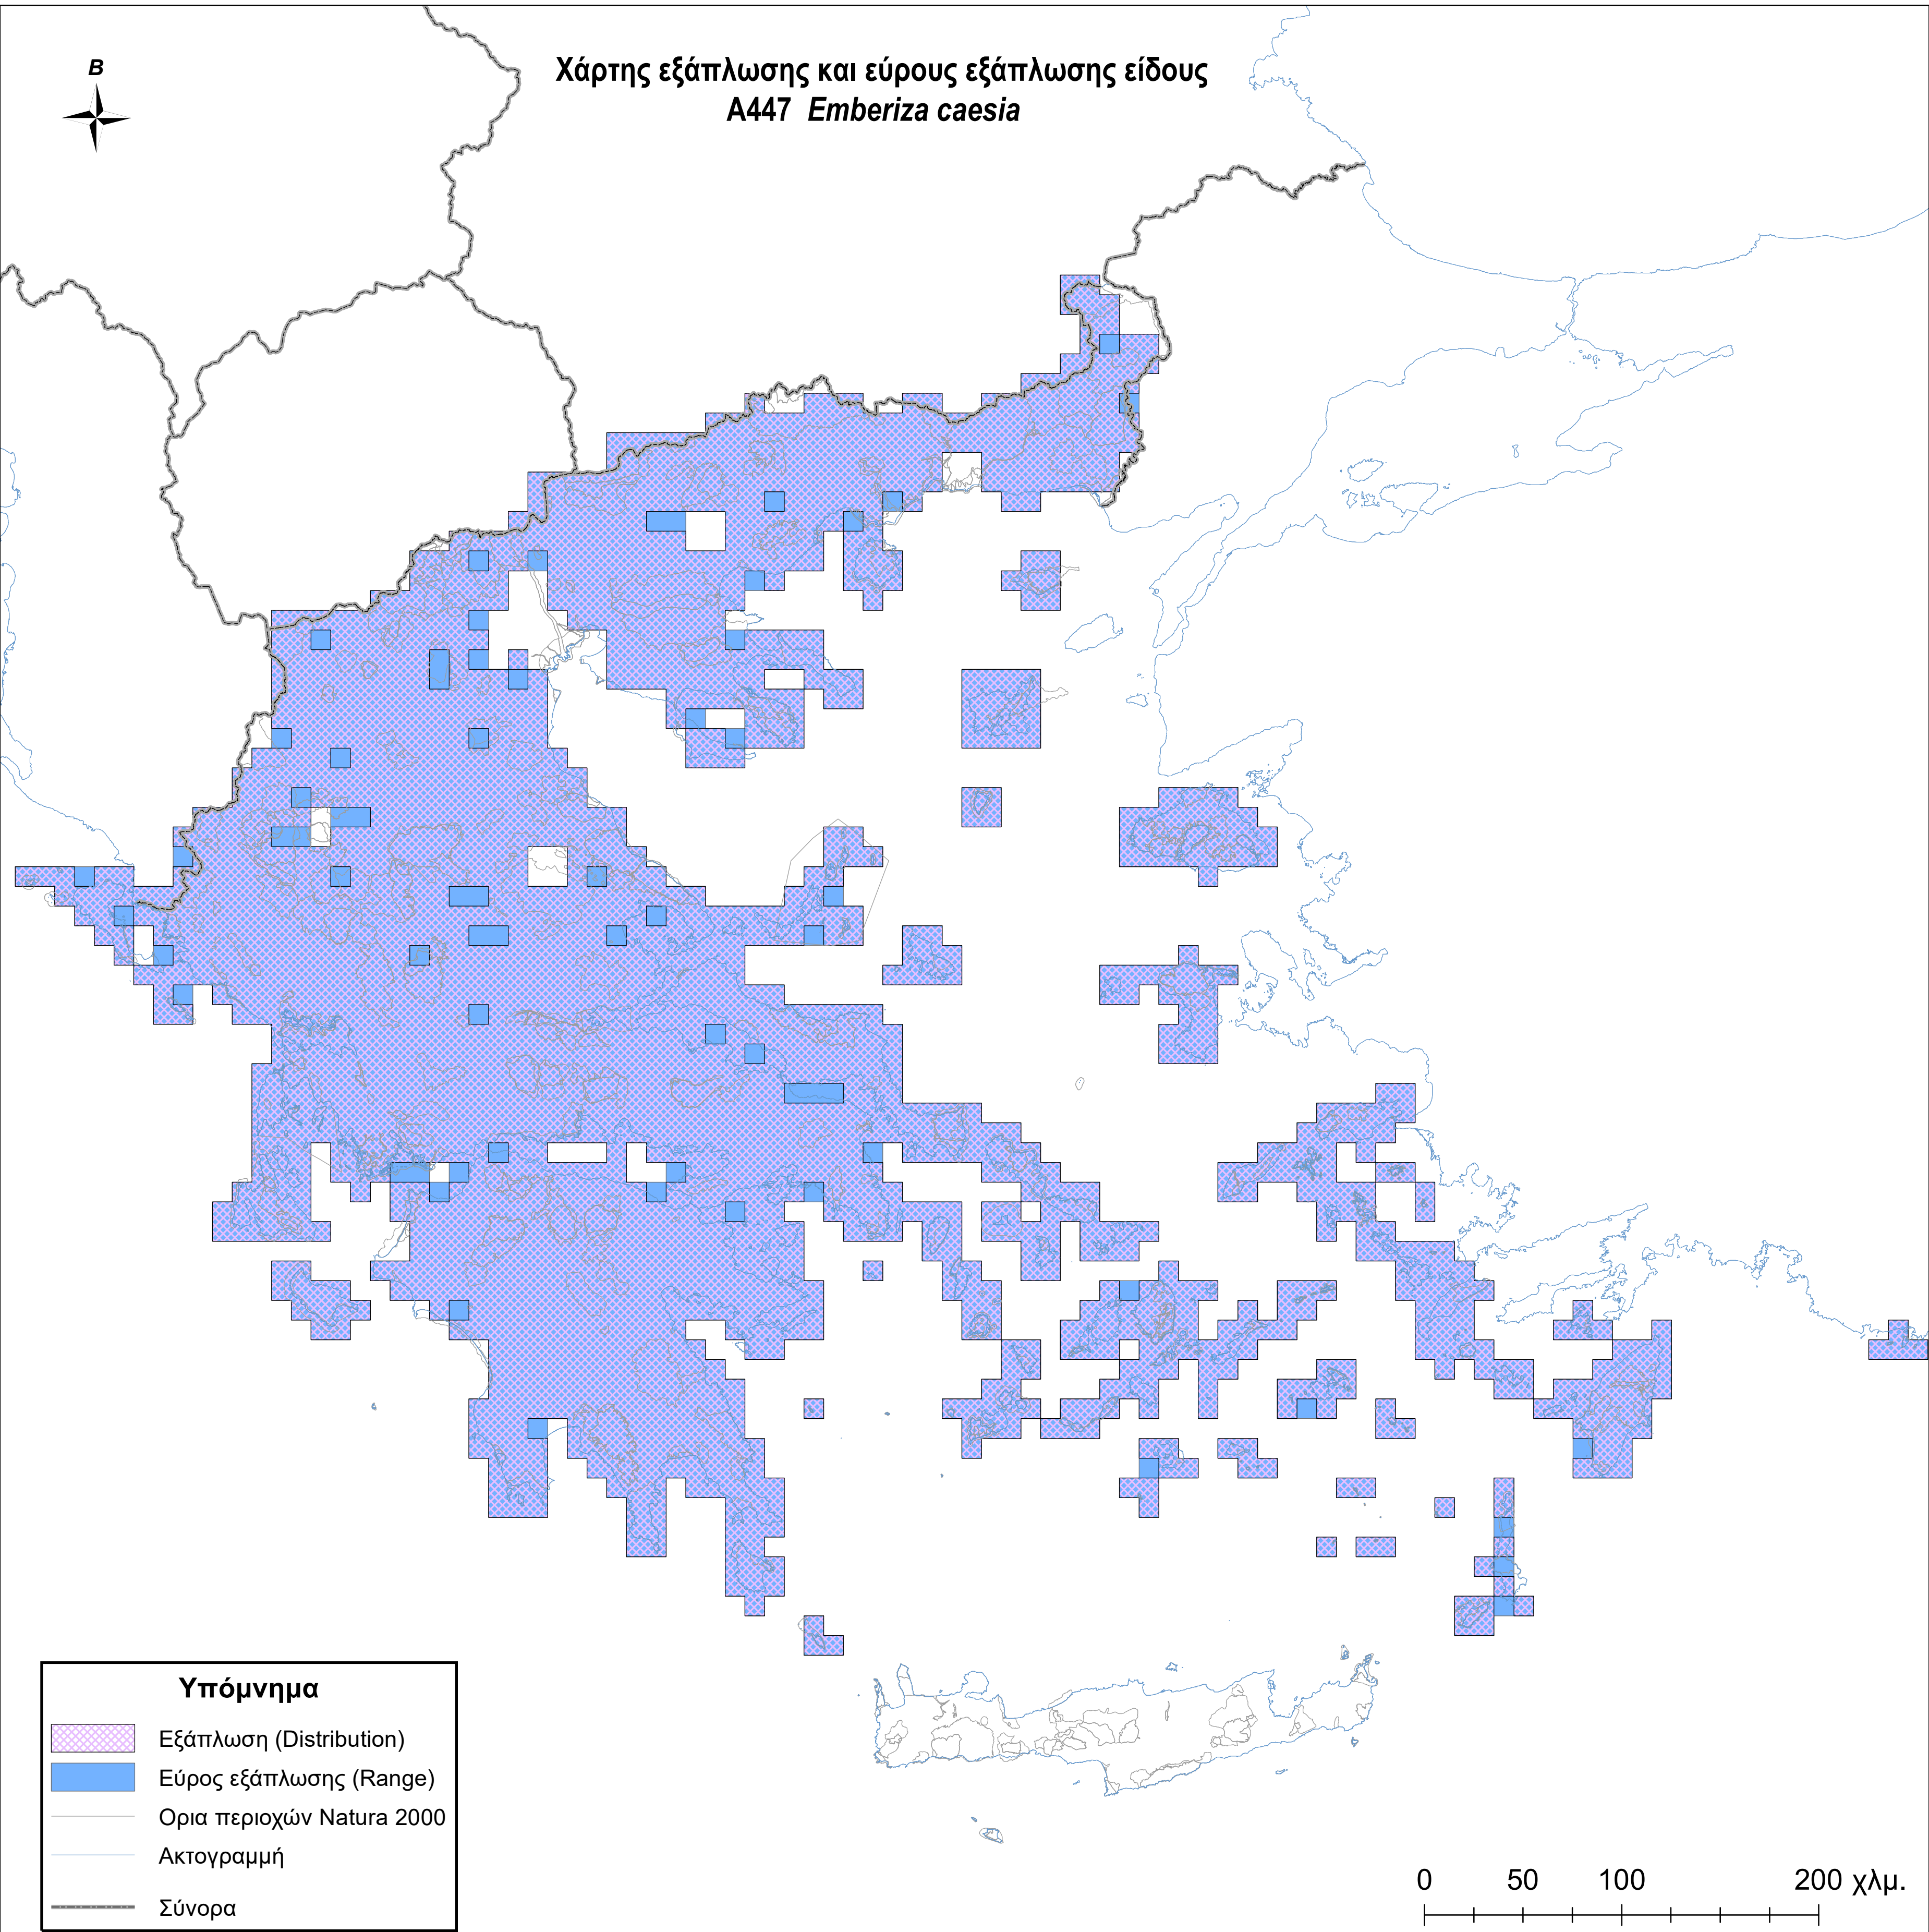 B
Χάρτης εξάπλωσης και εύρους εξάπλωσης είδους
A447 Emberiza caesia
Υπόμνημα
Εξάπλωση (Distribution)
Εύρος εξάπλωσης (Range)
Ορια περιοχών Natura 2000
Ακτογραμμή
Σύνορα
0 50 100 200 χλμ.